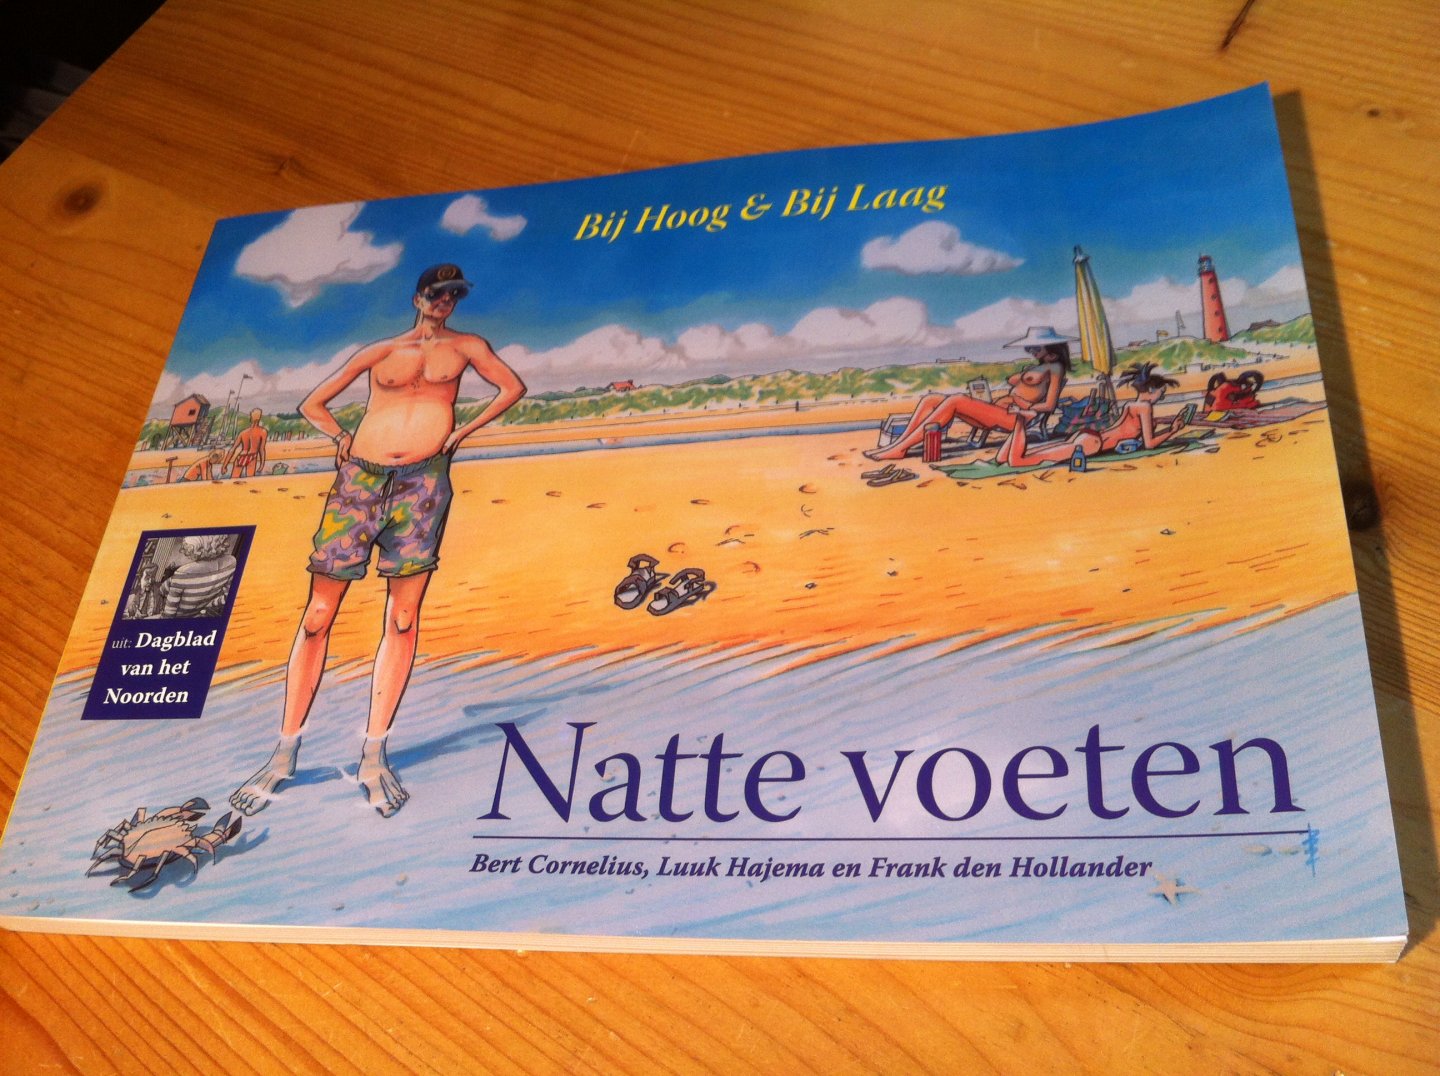 Bij Hoog & Bij Laag
uit: Dagblad
van het
Noorden
Natte voeten
Bert Cornelius, Luuk Hajema en Frank den Hollander